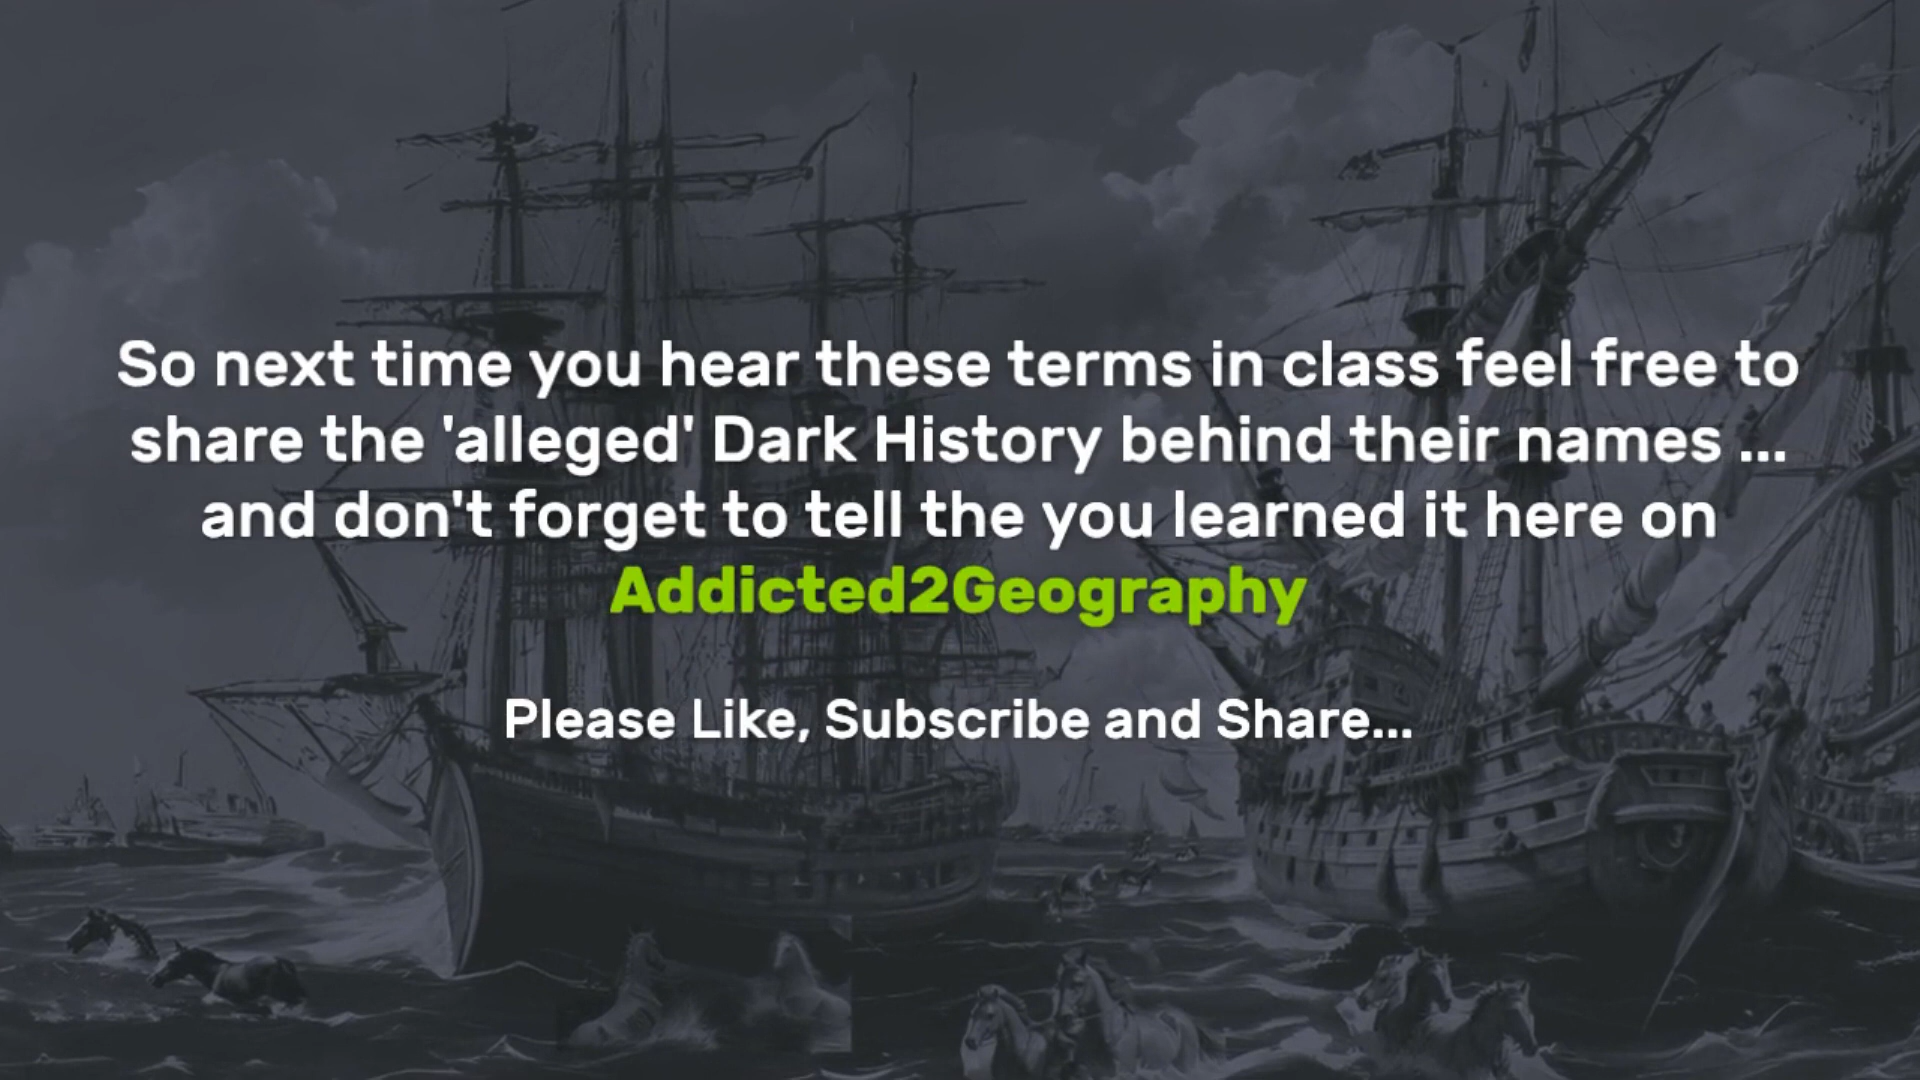 So next time you hear these terms in class feel free to
share the 'alleged' Dark History behind their names ...
and don't forget to tell the you learned it here on
Addicted2Geography
Please Like, Subscribe and Share...